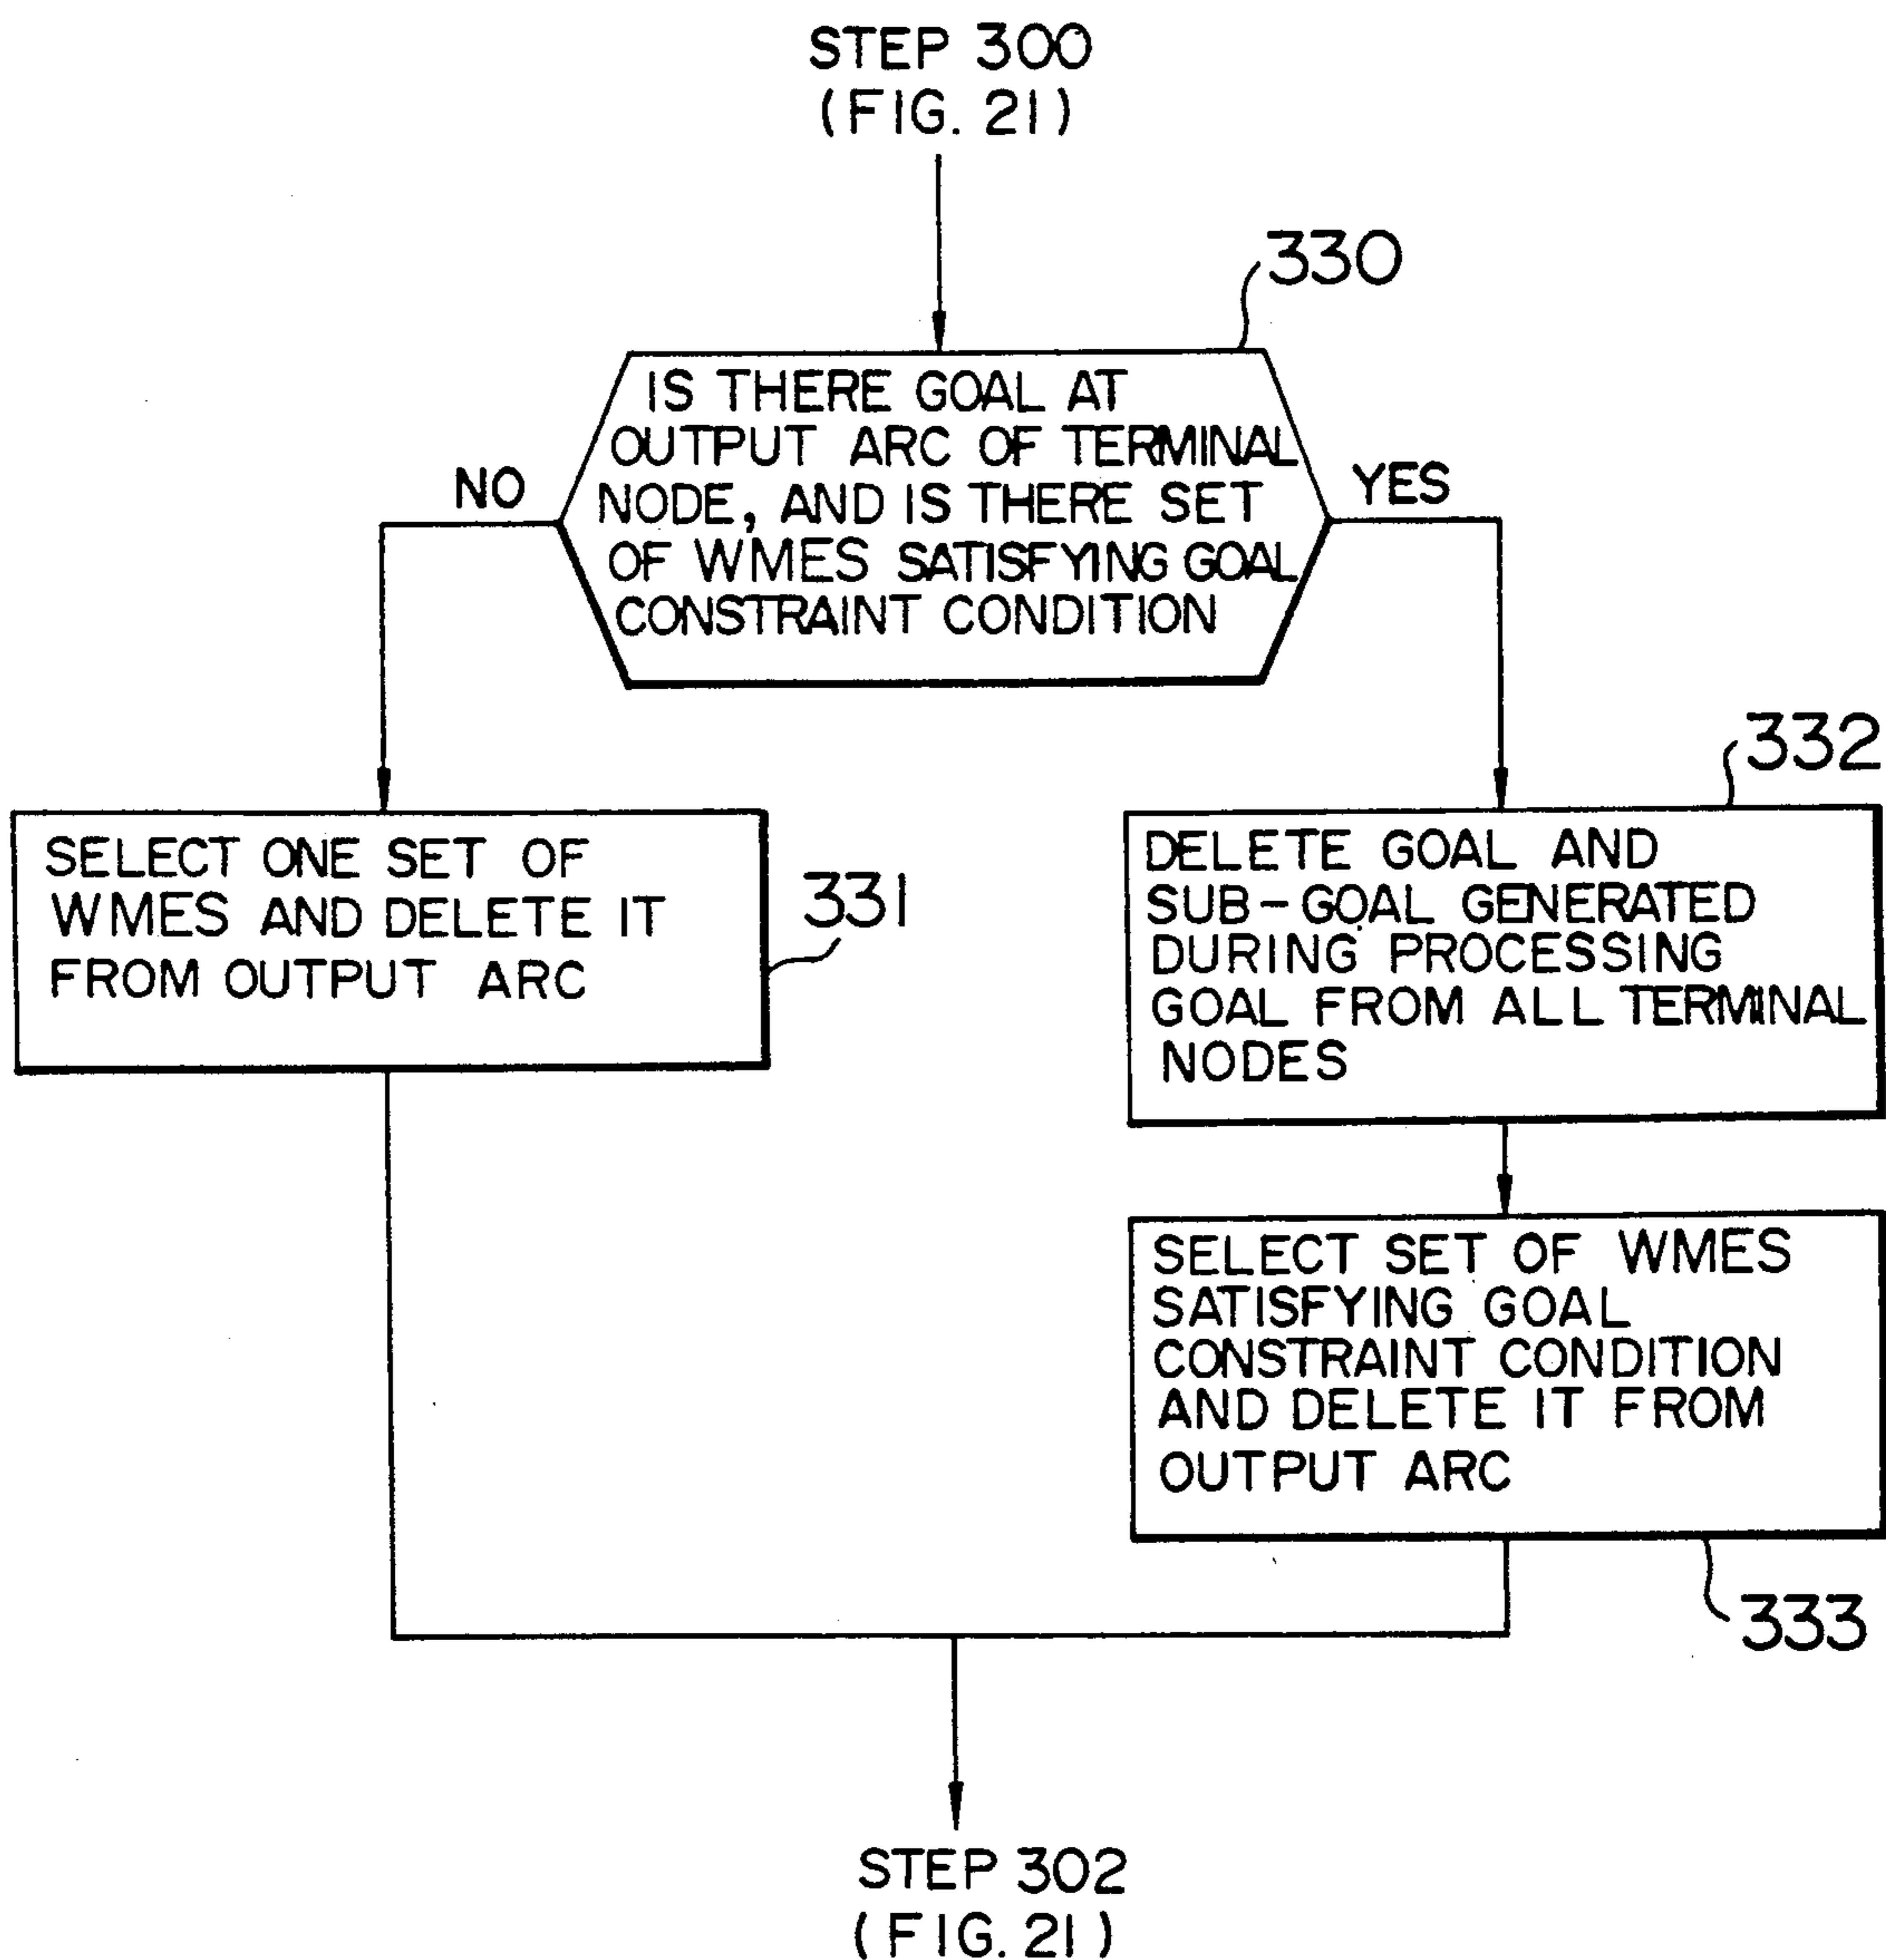 STEP 300
(FIG. 21)
330
IS THERE GOAL AT
OUTPUT ARC OF TERMINAL
NODE, AND IS THERE SET
OF WMES SATISFYING GOAL
CONSTRAINT CONDITION
NO
YES
332
SELECT ONE SET OF
WMES AND DELETE IT
FROM OUTPUT ARC
331
DELETE GOAL AND
SUB-GOAL GENERATED
DURING PROCESSING
GOAL FROM ALL TERMINAL
NODES
SELECT SET OF WMES
SATISFYING GOAL
CONSTRAINT CONDITION
AND DELETE IT FROM
OUTPUT ARC
333
STEP 302
(FIG. 21)